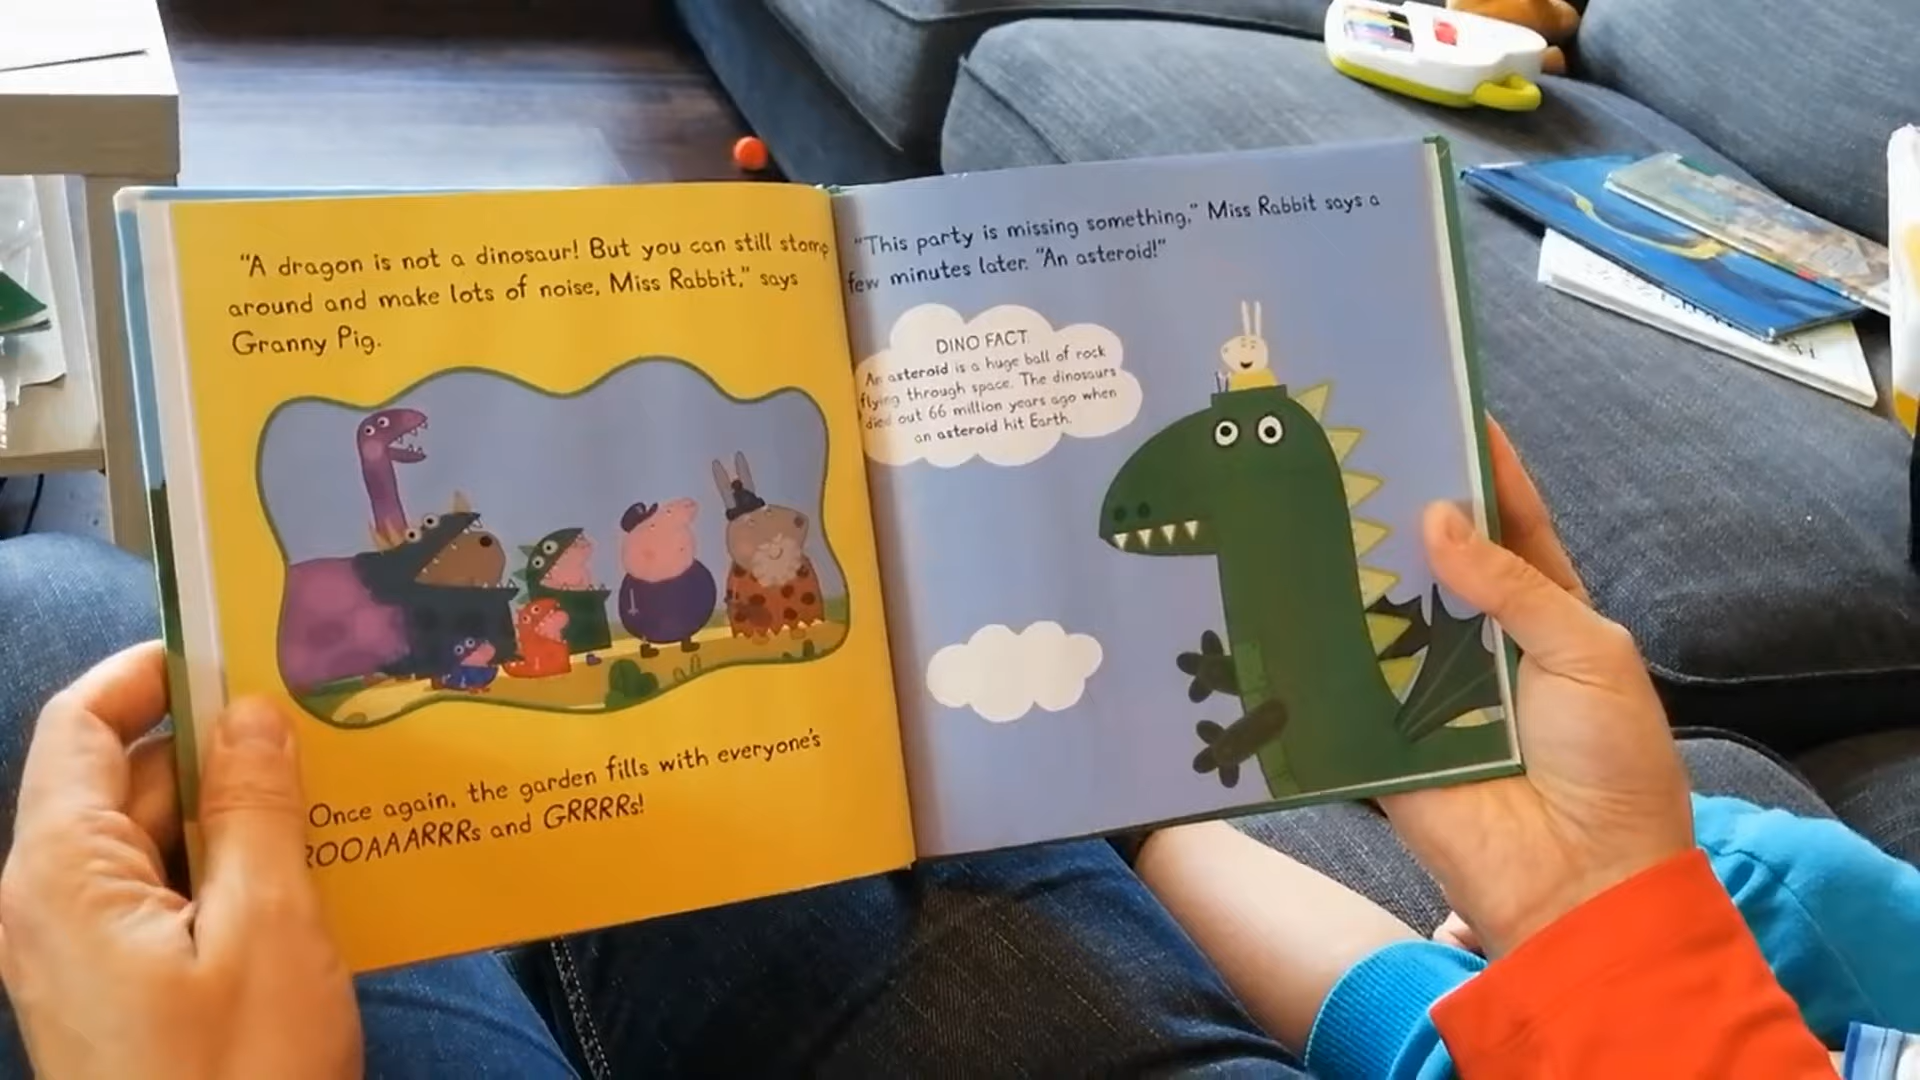 "A dragon is not a dinosaur! But you can still stomp
around and make lots of noise, Miss Rabbit," says
Granny Pig.
Once again, the garden fills with everyone's
ROOAAARRRs and GRRRRs!
"This party is missing something," Miss Rabbit says a
few minutes later. "An asteroid!"
DINO FACT
An asteroid is a huge ball of rock
flying through space. The dinosaurs
died out 66 million years ago when
an asteroid hit Earth.